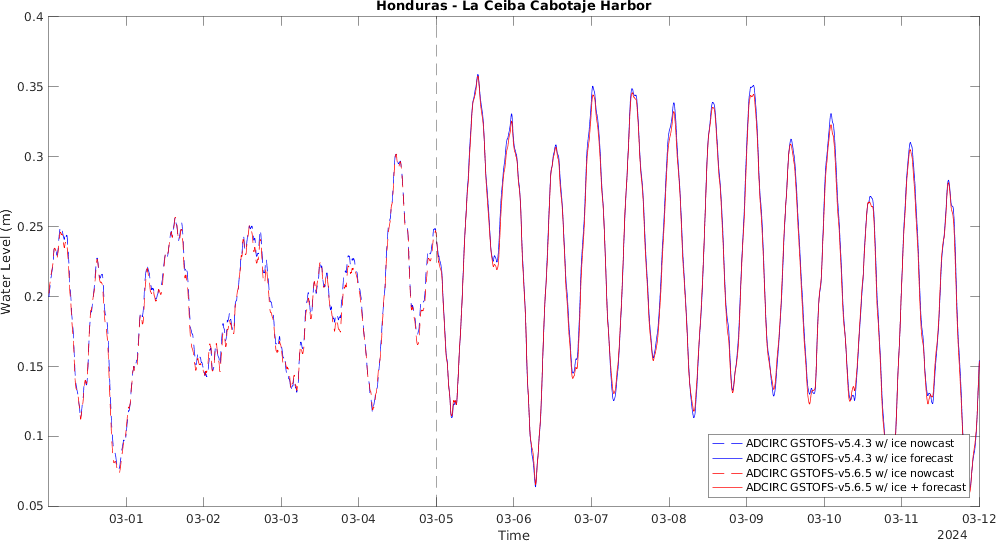 Honduras - La Ceiba Cabotaje Harbor
0.4
0.35
0.3
0.25
0.2
0.15
0.1
0.05
Water Level (m)
ADCIRC GSTOFS-v5.4.3 w/ ice nowcast
ADCIRC GSTOFS-v5.4.3 w/ ice forecast
ADCIRC GSTOFS-v5.6.5 w/ ice nowcast
ADCIRC GSTOFS-v5.6.5 w/ ice + forecast
03-01 03-02 03-03 03-04 03-05 03-06 03-07 03-08 03-09 03-10 03-11 03-12
Time
2024